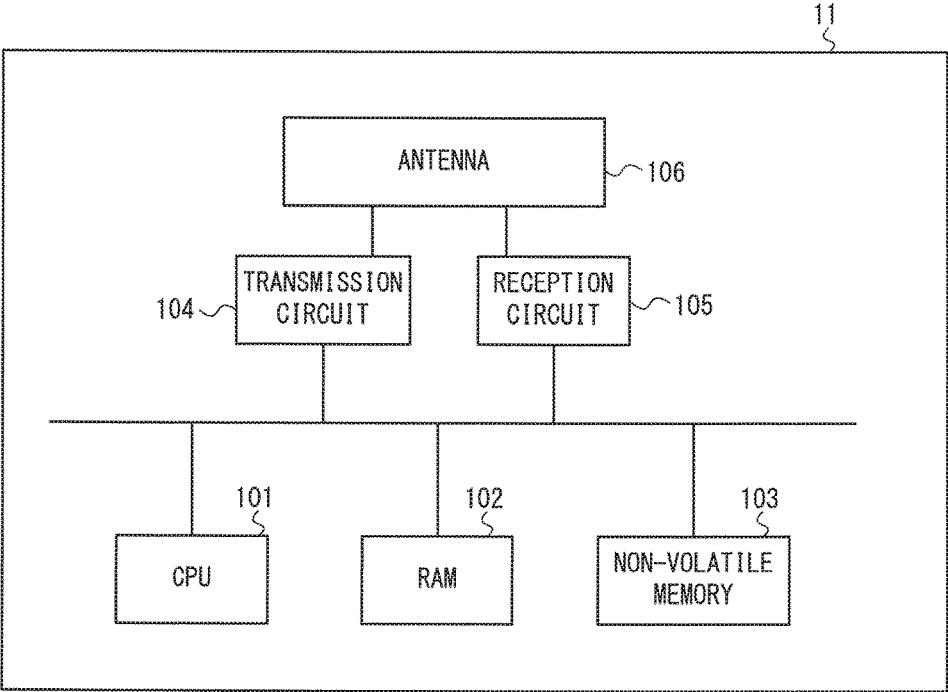 11
ANTENNA
106
TRANSMISSION
CIRCUIT
104
RECEPTION
CIRCUIT
105
101
102
103
CPU
RAM
NON-VOLATILE
MEMORY